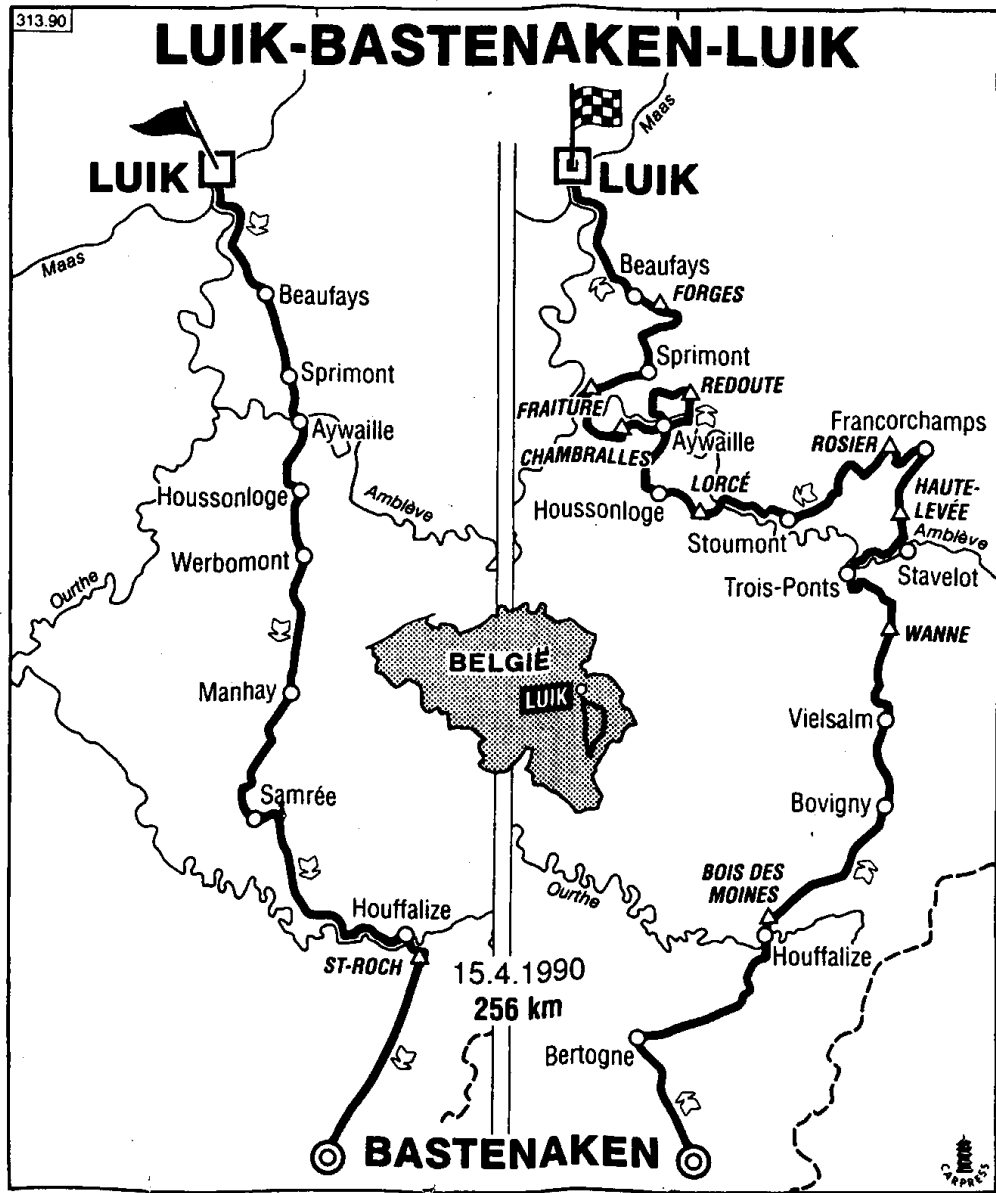 313.90
LUIK-BASTENAKEN-LUIK
LUIK
Maas
Beaufays
Sprimont
Aywaille
Houssonloge
Amblève
Werbomont
Ourthe
Manhay
Samrée
Houffalize
ST-ROCH
BELGIË
LUIK
15.4.1990
256 km
BASTENAKEN
Maas
LUIK
Beaufays
FORGES
Sprimont
REDOUTE
FRAITURE
Aywaille
CHAMBRALLES
Francorchamps
ROSIER
LORCÉ
HAUTE-
LEVÉE
Houssonloge
Stoumont
Amblève
Stavelot
Trois-Ponts
WANNE
Vielsalm
Bovigny
BOIS DES
MOINES
Ourthe
Houffalize
Bertogne
CARPRESS